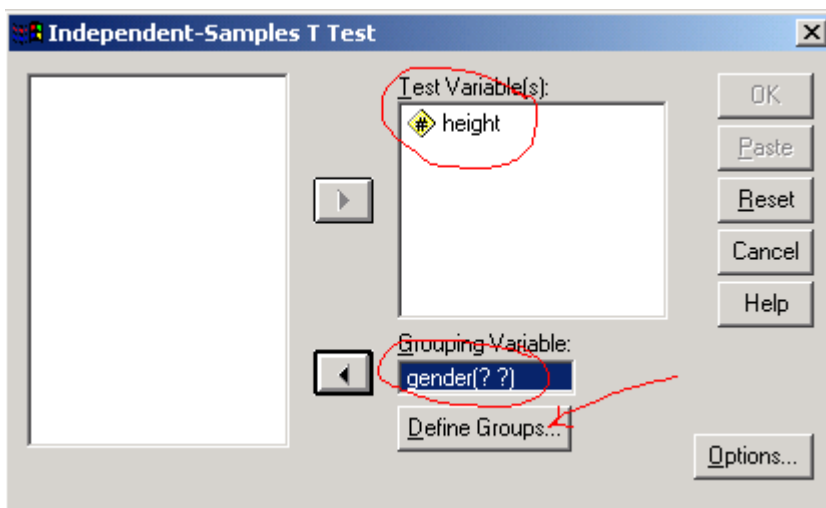 Independent-Samples T Test
Test Variable(s):
# height
OK
Paste
Reset
Cancel
Help
Grouping Variable:
gender(? ?)
Define Groups...
Options...